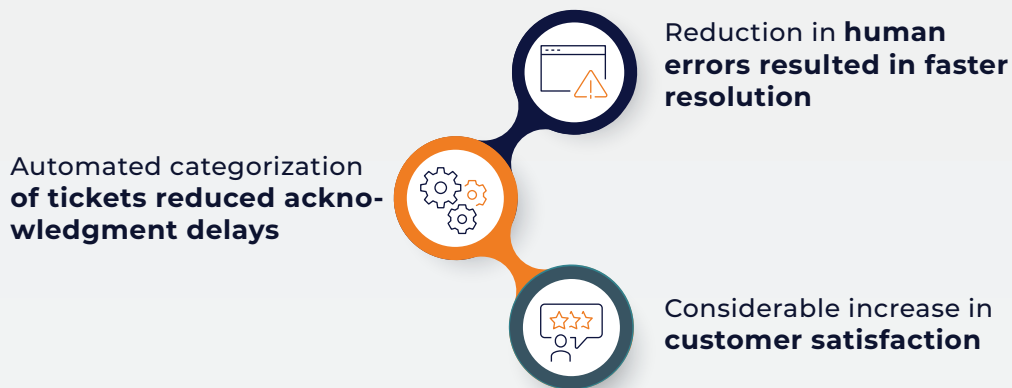 Reduction in human
errors resulted in faster
resolution
Automated categorization
of tickets reduced ackno-
wledgment delays
Considerable increase in
customer satisfaction